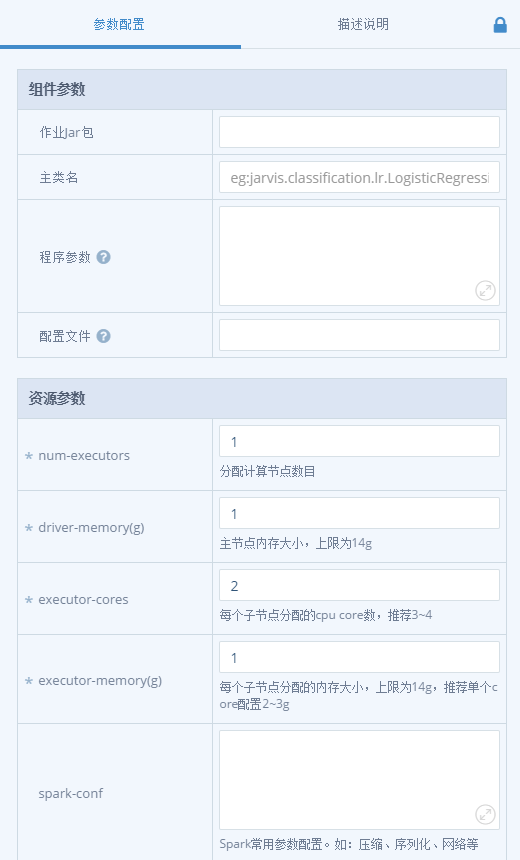 参数配置 描述说明
组件参数
作业Jar包
主类名 eg:jarvis.classification.lr.LogisticRegressi
程序参数 ?
配置文件 ?
资源参数
* num-executors 1
分配计算节点数目
* driver-memory(g) 1
主节点内存大小，上限为14g
* executor-cores 2
每个子节点分配的cpu core数，推荐3~4
* executor-memory(g) 1
每个子节点分配的内存大小，上限为14g，推荐单个c
ore配置2~3g
spark-conf
Spark常用参数配置。如：压缩、序列化、网络等